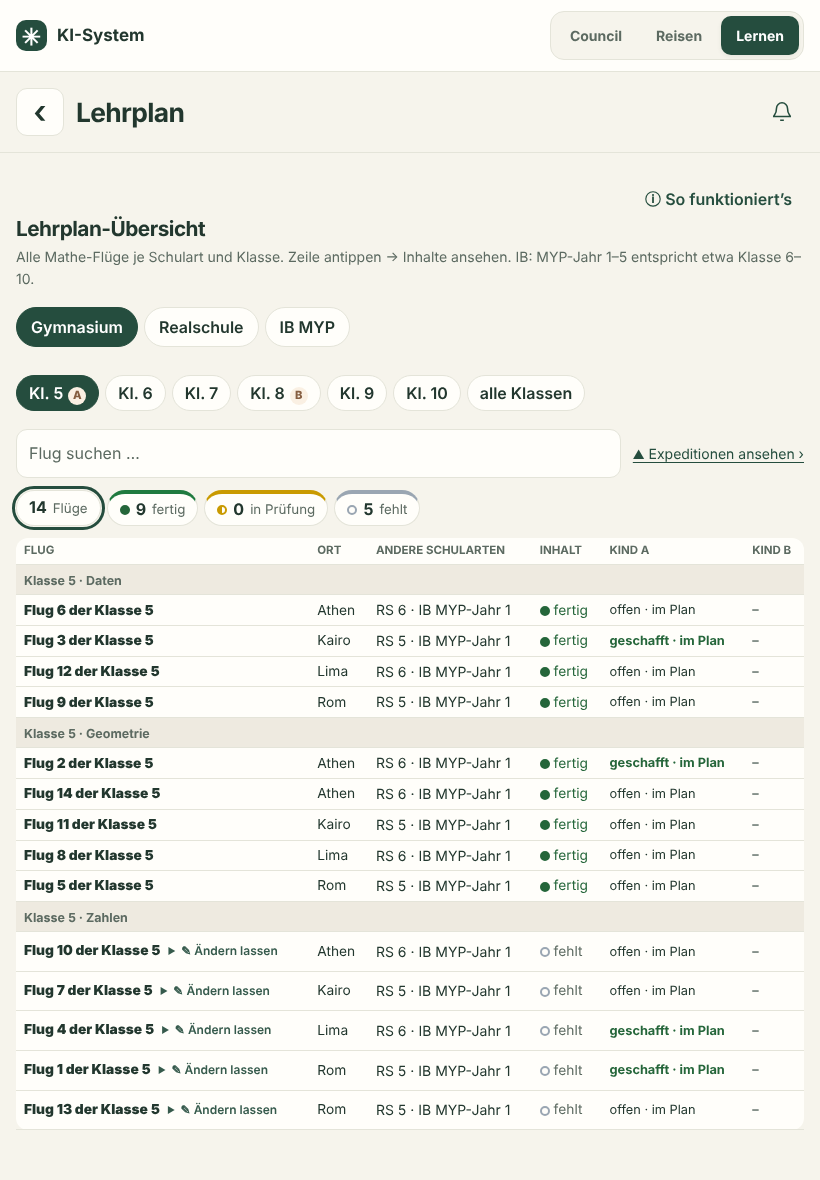 KI-System
Council Reisen Lernen
‹ Lehrplan
ⓘ So funktioniert’s
Lehrplan-Übersicht
Alle Mathe-Flüge je Schulart und Klasse. Zeile antippen → Inhalte ansehen. IB: MYP-Jahr 1–5 entspricht etwa Klasse 6–
10.
Gymnasium Realschule IB MYP
Kl. 5 A Kl. 6 Kl. 7 Kl. 8 B Kl. 9 Kl. 10 alle Klassen
Flug suchen … ▲ Expeditionen ansehen ›
14 Flüge 9 fertig 0 in Prüfung 5 fehlt
FLUG ORT ANDERE SCHULARTEN INHALT KIND A KIND B
Klasse 5 · Daten
Flug 6 der Klasse 5 Athen RS 6 · IB MYP-Jahr 1 fertig offen · im Plan –
Flug 3 der Klasse 5 Kairo RS 5 · IB MYP-Jahr 1 fertig geschafft · im Plan –
Flug 12 der Klasse 5 Lima RS 6 · IB MYP-Jahr 1 fertig offen · im Plan –
Flug 9 der Klasse 5 Rom RS 5 · IB MYP-Jahr 1 fertig offen · im Plan –
Klasse 5 · Geometrie
Flug 2 der Klasse 5 Athen RS 6 · IB MYP-Jahr 1 fertig geschafft · im Plan –
Flug 14 der Klasse 5 Athen RS 6 · IB MYP-Jahr 1 fertig offen · im Plan –
Flug 11 der Klasse 5 Kairo RS 5 · IB MYP-Jahr 1 fertig offen · im Plan –
Flug 8 der Klasse 5 Lima RS 6 · IB MYP-Jahr 1 fertig offen · im Plan –
Flug 5 der Klasse 5 Rom RS 5 · IB MYP-Jahr 1 fertig offen · im Plan –
Klasse 5 · Zahlen
Flug 10 der Klasse 5 ▶ ✎ Ändern lassen Athen RS 6 · IB MYP-Jahr 1 fehlt offen · im Plan –
Flug 7 der Klasse 5 ▶ ✎ Ändern lassen Kairo RS 5 · IB MYP-Jahr 1 fehlt offen · im Plan –
Flug 4 der Klasse 5 ▶ ✎ Ändern lassen Lima RS 6 · IB MYP-Jahr 1 fehlt geschafft · im Plan –
Flug 1 der Klasse 5 ▶ ✎ Ändern lassen Rom RS 5 · IB MYP-Jahr 1 fehlt geschafft · im Plan –
Flug 13 der Klasse 5 ▶ ✎ Ändern lassen Rom RS 5 · IB MYP-Jahr 1 fehlt offen · im Plan –